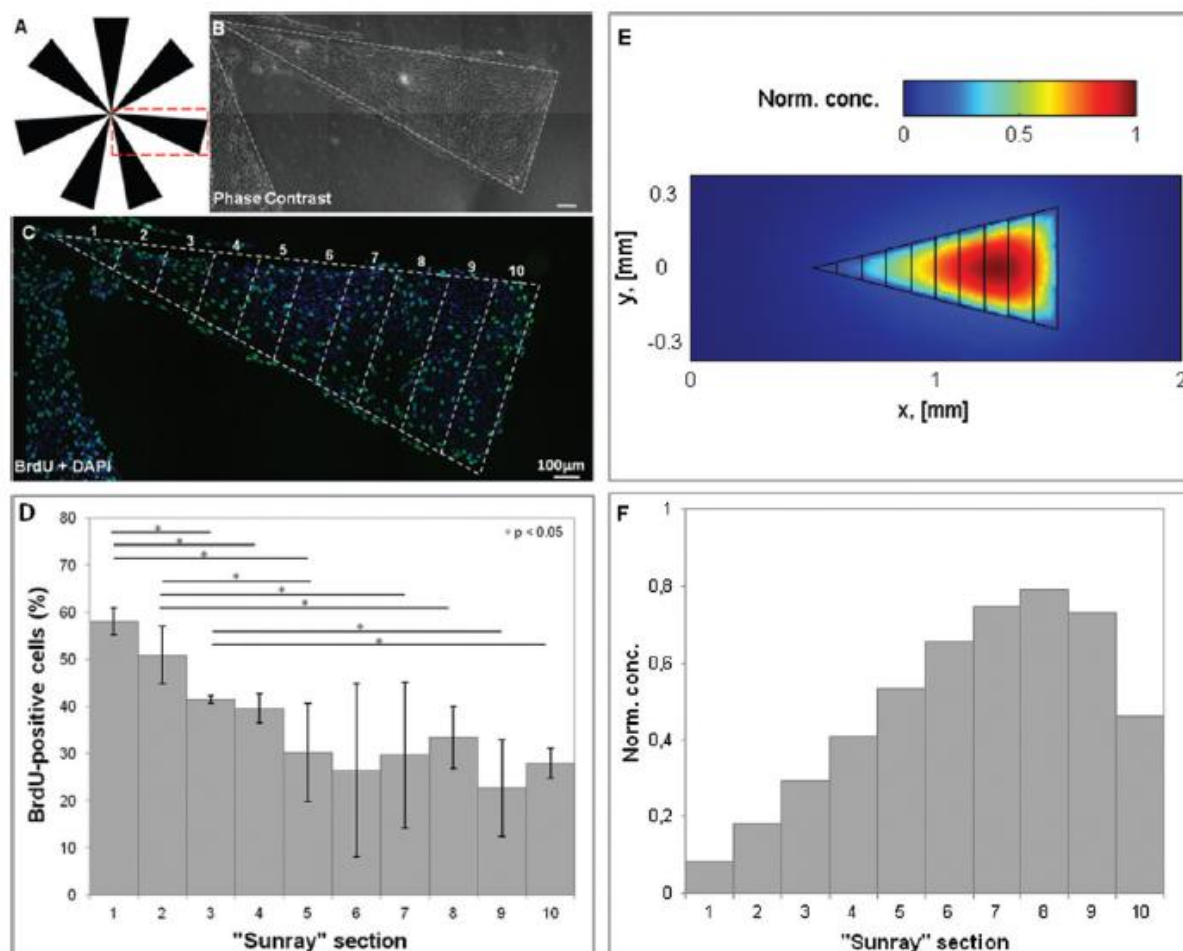 A
B
Phase Contrast
C
1 2 3 4 5 6 7 8 9 10
BrdU + DAPI
100µm
D
80
70
60
50
40
30
20
10
0
BrdU-positive cells (%)
* * * * * * * *
* p < 0.05
1 2 3 4 5 6 7 8 9 10
"Sunray" section
E
Norm. conc.
0 0.5 1
0.3
0
-0.3
y, [mm]
0 1 2
x, [mm]
F
1
0,8
0,6
0,4
0,2
0
Norm. conc.
1 2 3 4 5 6 7 8 9 10
"Sunray" section